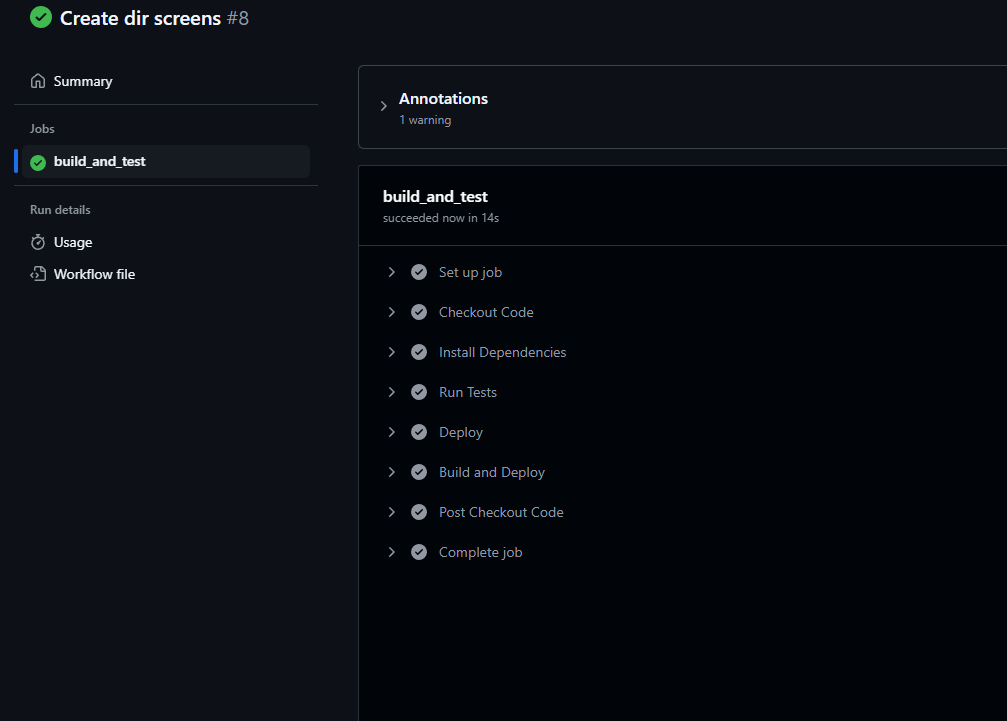 Create dir screens #8
Summary
Jobs
build_and_test
Run details
Usage
Workflow file
Annotations
1 warning
build_and_test
succeeded now in 14s
Set up job
Checkout Code
Install Dependencies
Run Tests
Deploy
Build and Deploy
Post Checkout Code
Complete job